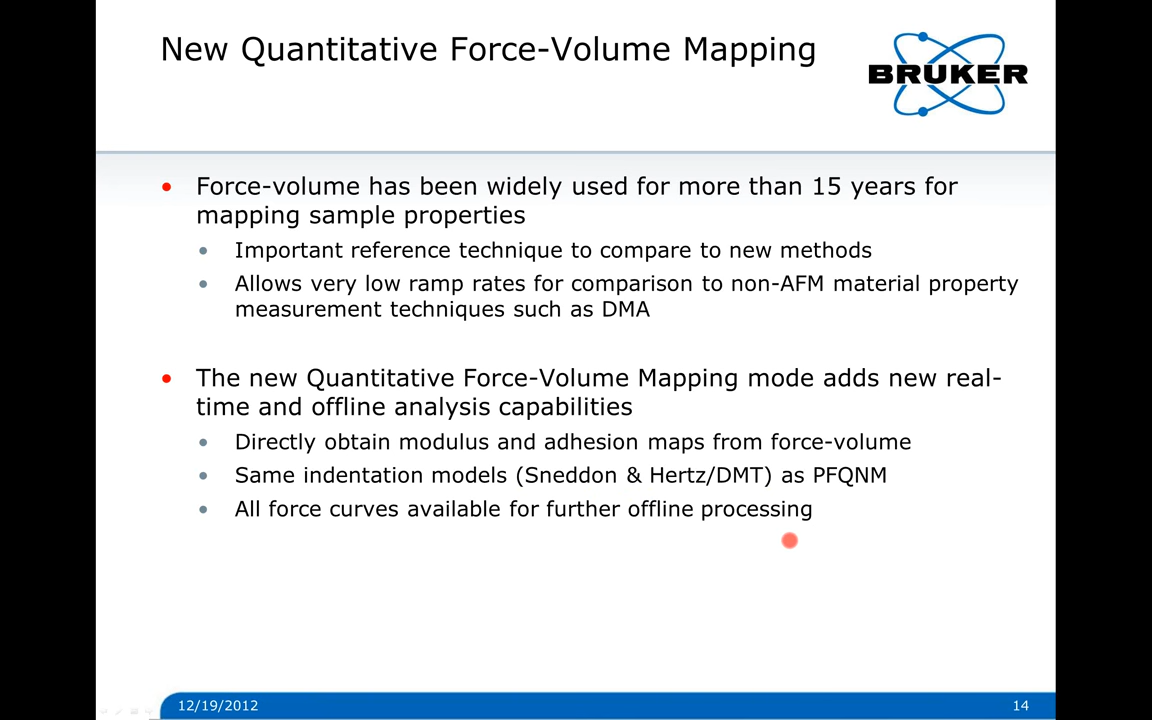 New Quantitative Force-Volume Mapping
BRUKER
• Force-volume has been widely used for more than 15 years for
mapping sample properties
• Important reference technique to compare to new methods
• Allows very low ramp rates for comparison to non-AFM material property
measurement techniques such as DMA
• The new Quantitative Force-Volume Mapping mode adds new real-
time and offline analysis capabilities
• Directly obtain modulus and adhesion maps from force-volume
• Same indentation models (Sneddon & Hertz/DMT) as PFQNM
• All force curves available for further offline processing
12/19/2012
14